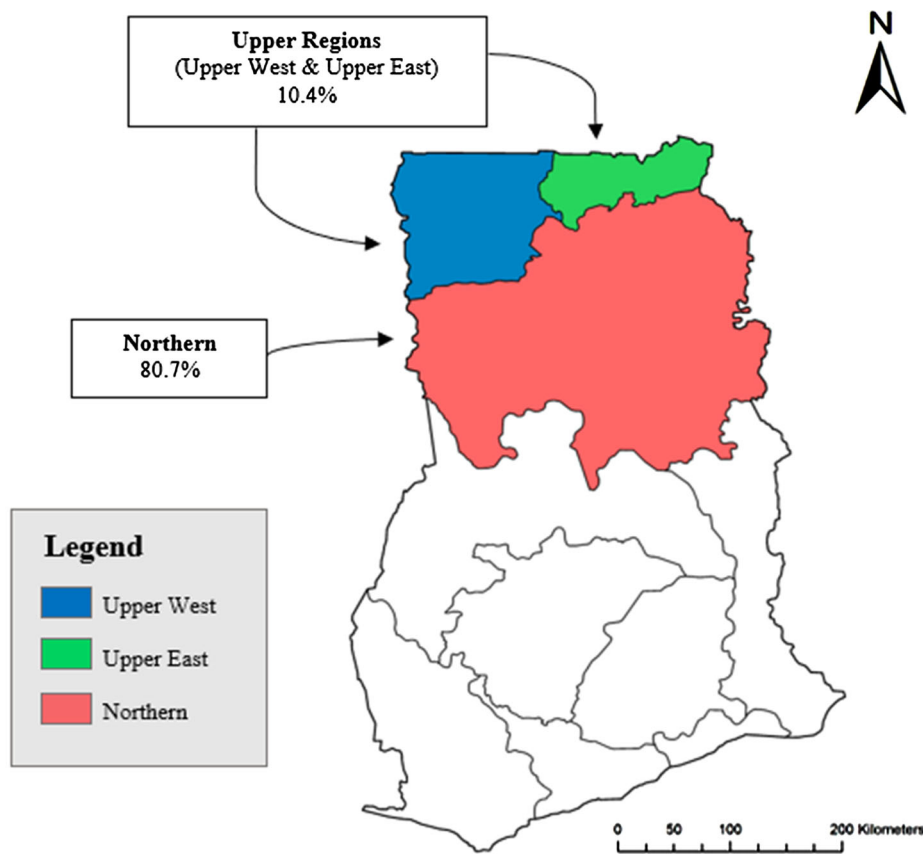 Upper Regions
(Upper West & Upper East)
10.4%
N
Northern
80.7%
Legend
Upper West
Upper East
Northern
0 50 100 200 Kilometers